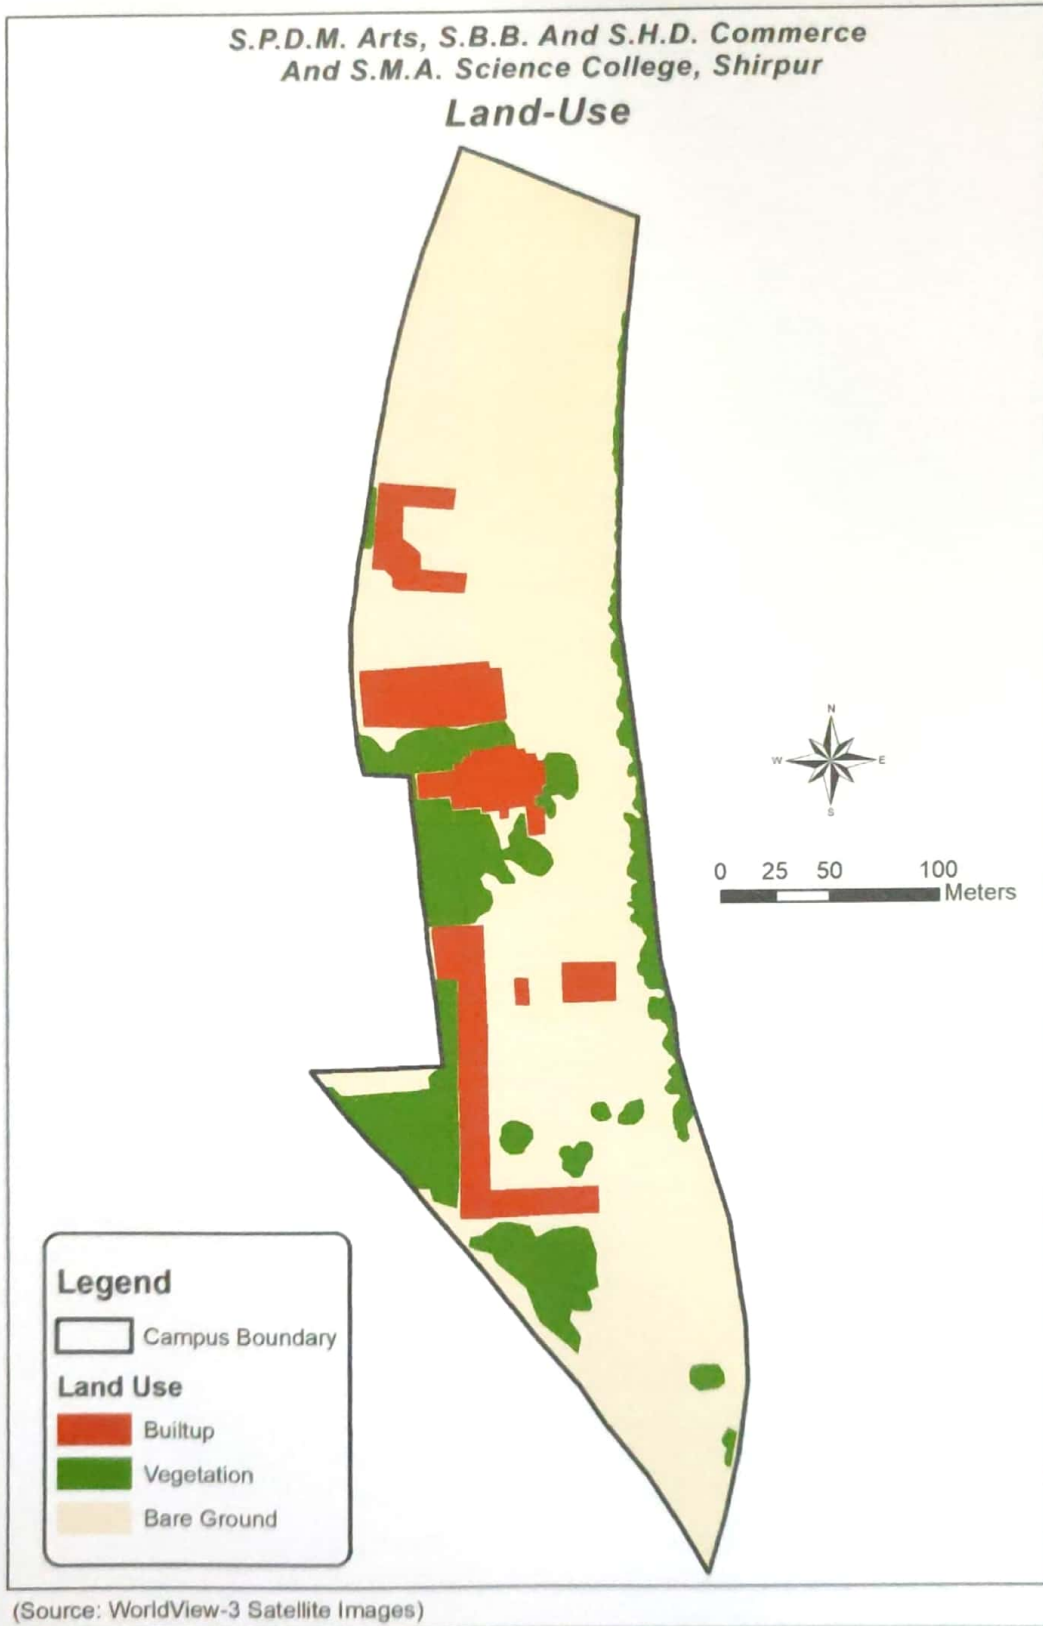 S.P.D.M. Arts, S.B.B. And S.H.D. Commerce
And S.M.A. Science College, Shirpur
Land-Use
N
W E
S
0 25 50 100
Meters
Legend
Campus Boundary
Land Use
Builtup
Vegetation
Bare Ground
(Source: WorldView-3 Satellite Images)